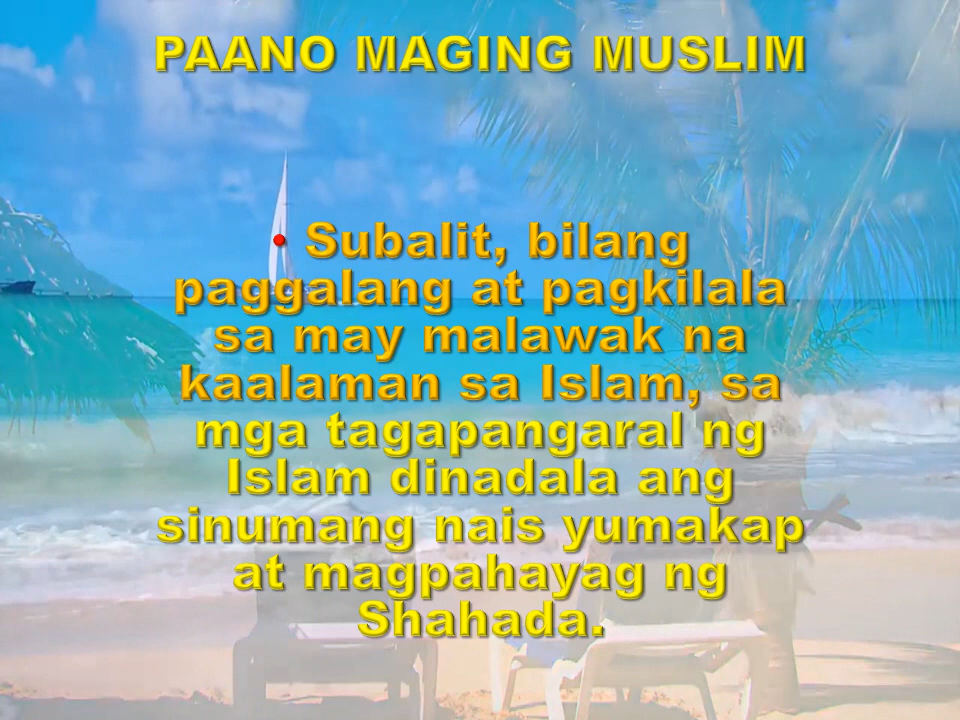 PAANO MAGING MUSLIM
• Subalit, bilang
paggalang at pagkilala
sa may malawak na
kaalaman sa Islam, sa
mga tagapangaral ng
Islam dinadala ang
sinumang nais yumakap
at magpahayag ng
Shahada.